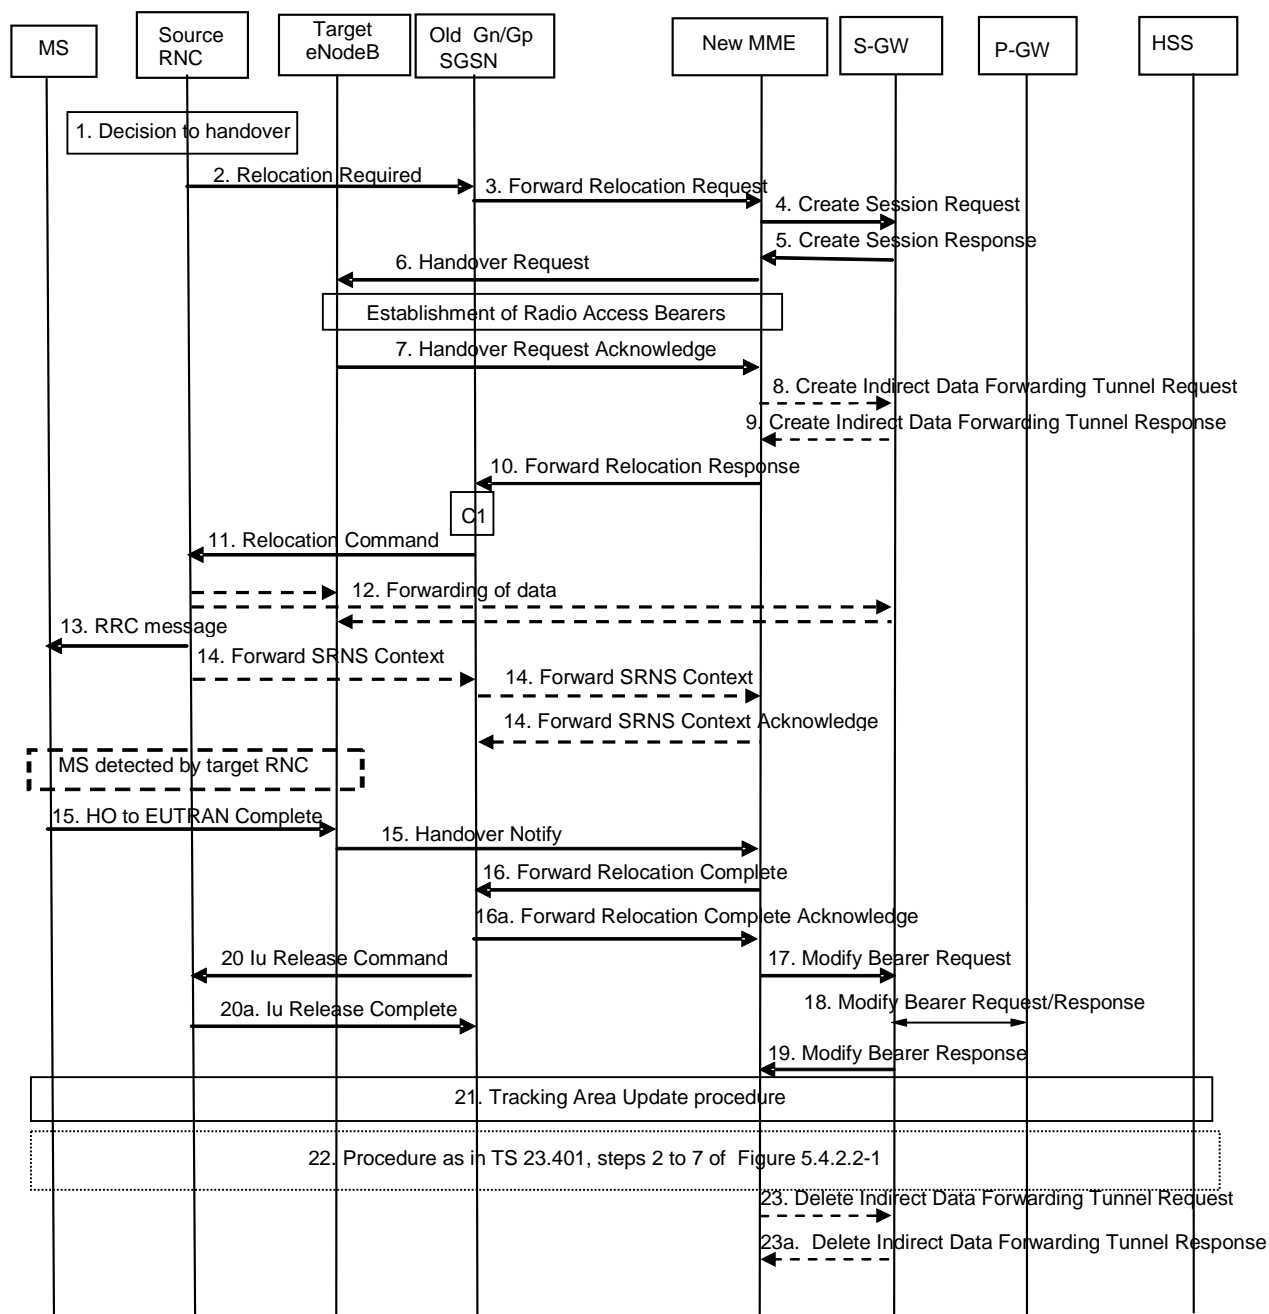 MS
Source
RNC
Target
eNodeB
Old Gn/Gp
SGSN
New MME
S-GW
P-GW
HSS
1. Decision to handover
2. Relocation Required
3. Forward Relocation Request
4. Create Session Request
5. Create Session Response
6. Handover Request
Establishment of Radio Access Bearers
7. Handover Request Acknowledge
8. Create Indirect Data Forwarding Tunnel Request
9. Create Indirect Data Forwarding Tunnel Response
10. Forward Relocation Response
C1
11. Relocation Command
12. Forwarding of data
13. RRC message
14. Forward SRNS Context
14. Forward SRNS Context
14. Forward SRNS Context Acknowledge
MS detected by target RNC
15. HO to EUTRAN Complete
15. Handover Notify
16. Forward Relocation Complete
16a. Forward Relocation Complete Acknowledge
20 Iu Release Command
17. Modify Bearer Request
20a. Iu Release Complete
18. Modify Bearer Request/Response
19. Modify Bearer Response
21. Tracking Area Update procedure
22. Procedure as in TS 23.401, steps 2 to 7 of Figure 5.4.2.2-1
23. Delete Indirect Data Forwarding Tunnel Request
23a. Delete Indirect Data Forwarding Tunnel Response